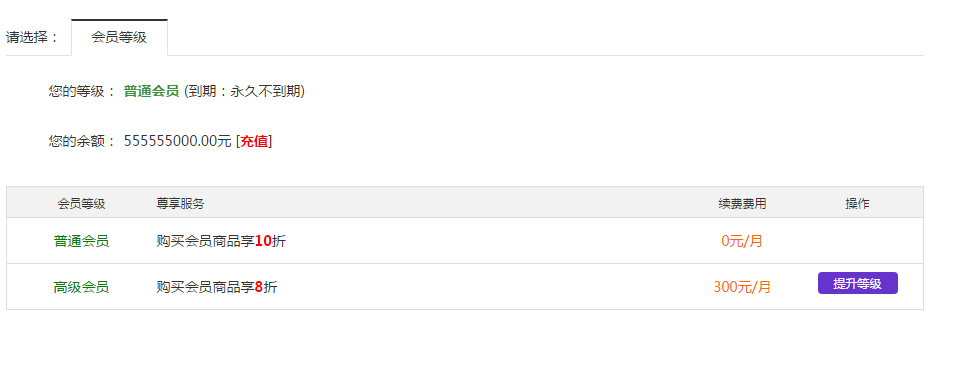 请选择： 会员等级
您的等级： 普通会员 (到期：永久不到期)
您的余额： 555555000.00元 [充值]
会员等级 尊享服务 续费费用 操作
普通会员 购买会员商品享10折 0元/月
高级会员 购买会员商品享8折 300元/月 提升等级